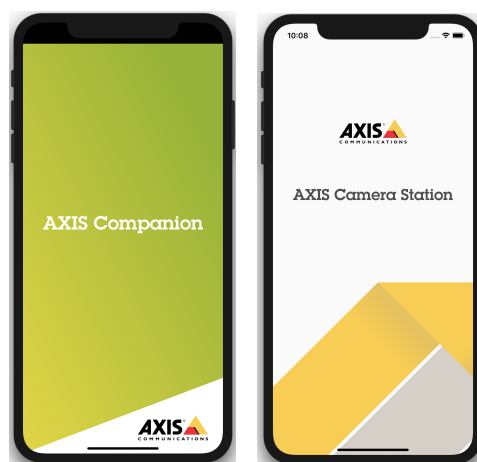 AXIS Companion
AXIS
COMMUNICATIONS
10:08
AXIS
COMMUNICATIONS
AXIS Camera Station